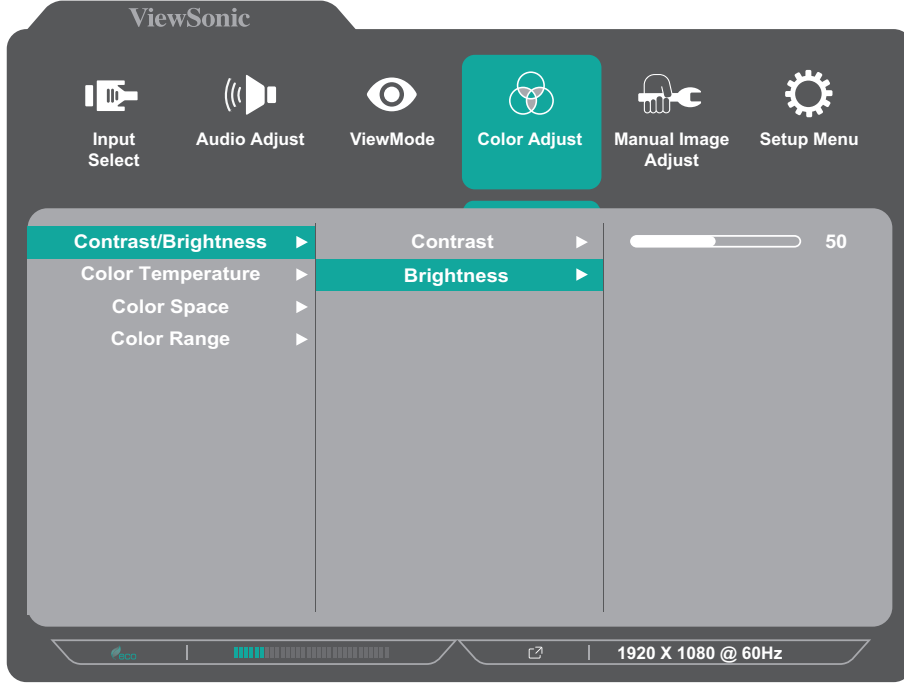 ViewSonic
Input
Select
Audio Adjust
ViewMode
Color Adjust
Manual Image
Adjust
Setup Menu
Contrast/Brightness
Contrast
50
Color Temperature
Brightness
Color Space
Color Range
eco
1920 X 1080 @ 60Hz